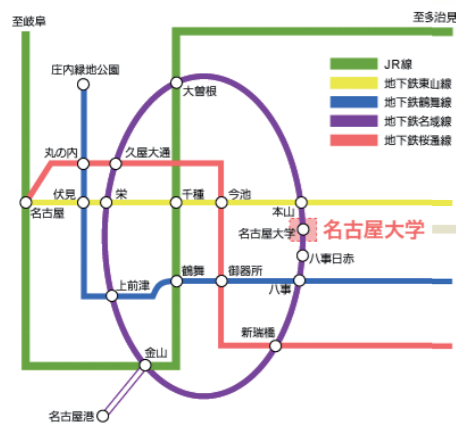 至岐阜
至多治見
庄内緑地公園
JR線
地下鉄東山線
地下鉄鶴舞線
地下鉄名城線
地下鉄桜通線
大曽根
丸の内
久屋大通
伏見
栄
千種
今池
名古屋
本山
名古屋大学
名古屋大学
八事日赤
鶴舞
御器所
八事
上前津
新瑞橋
金山
名古屋港